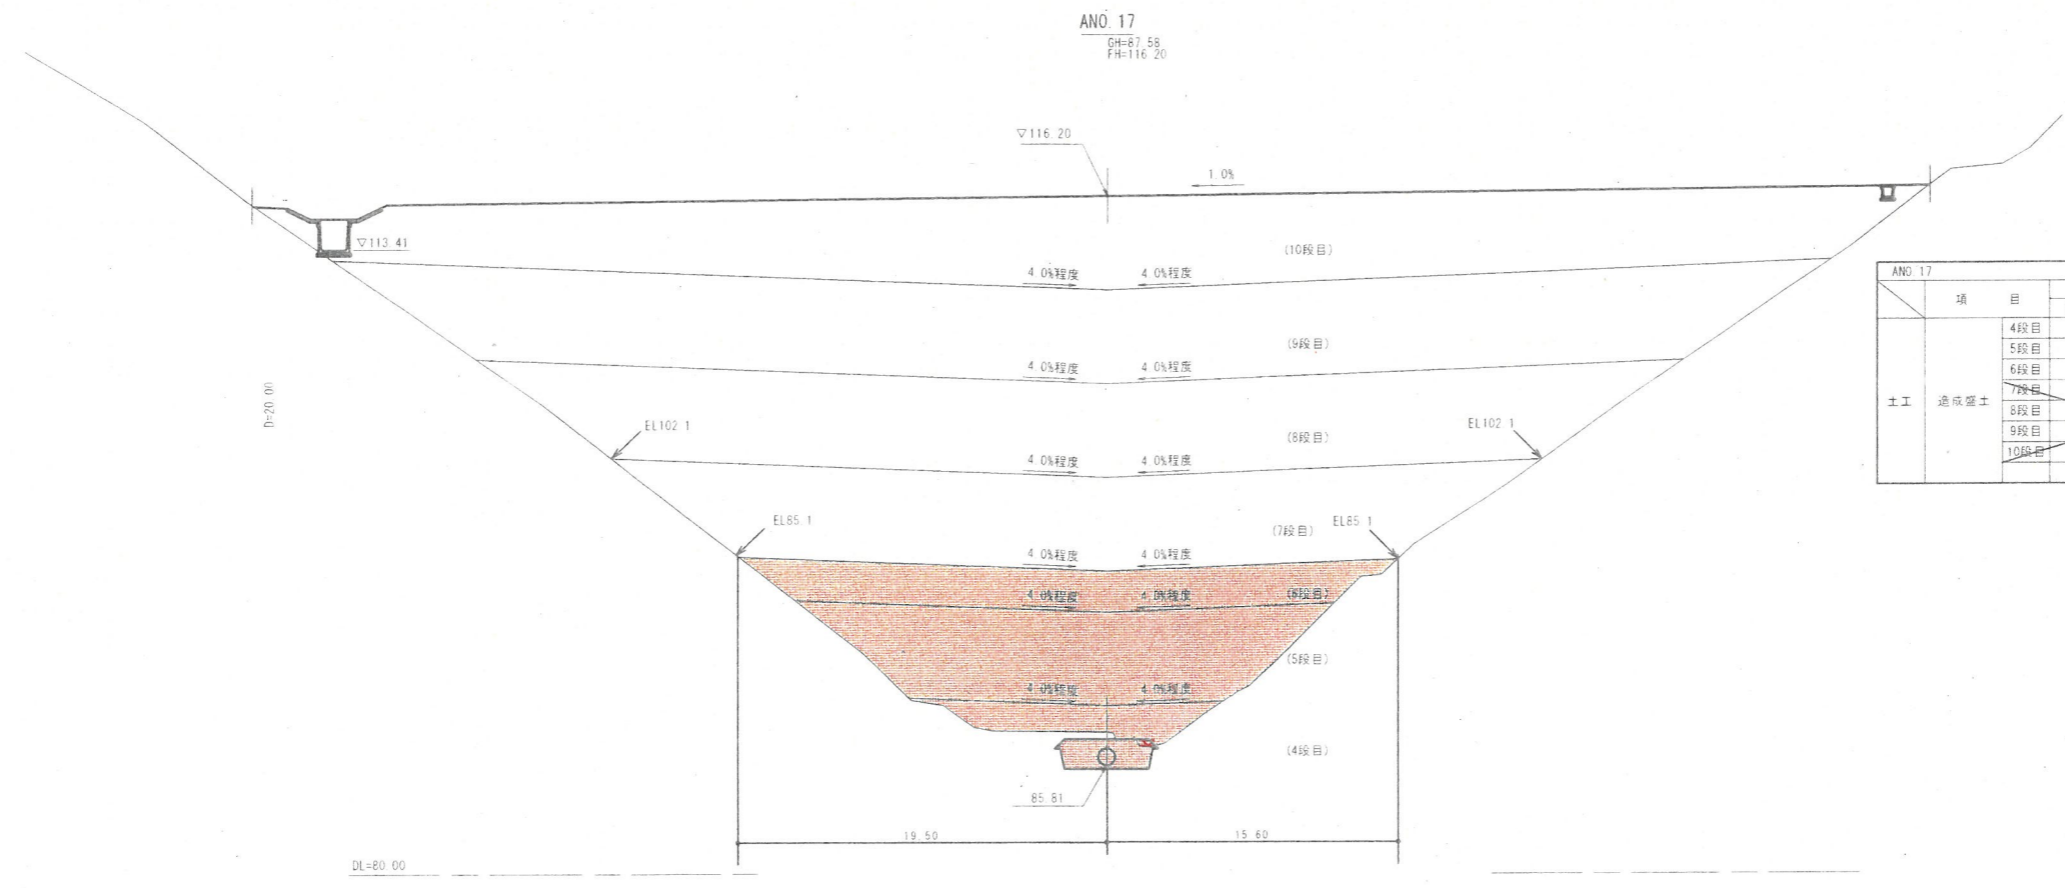 ANO. 17
GH=87.58
FH=116.20
▽116.20
1.0%
▽113.41
(10段目)
4.0%程度 4.0%程度
ANO. 17
項 目
(9段目)
4.0%程度 4.0%程度
4段目
5段目
6段目
7段目
土工 造成盛土
8段目
9段目
10段目
D=20.00
EL102.1
EL102.1
(8段目)
4.0%程度 4.0%程度
EL85.1
(7段目)
EL85.1
4.0%程度 4.0%程度
4.0%程度 4.0%程度
(6段目)
(5段目)
4.0%程度 4.0%程度
(4段目)
85.81
19.50
15.60
DL=80.00